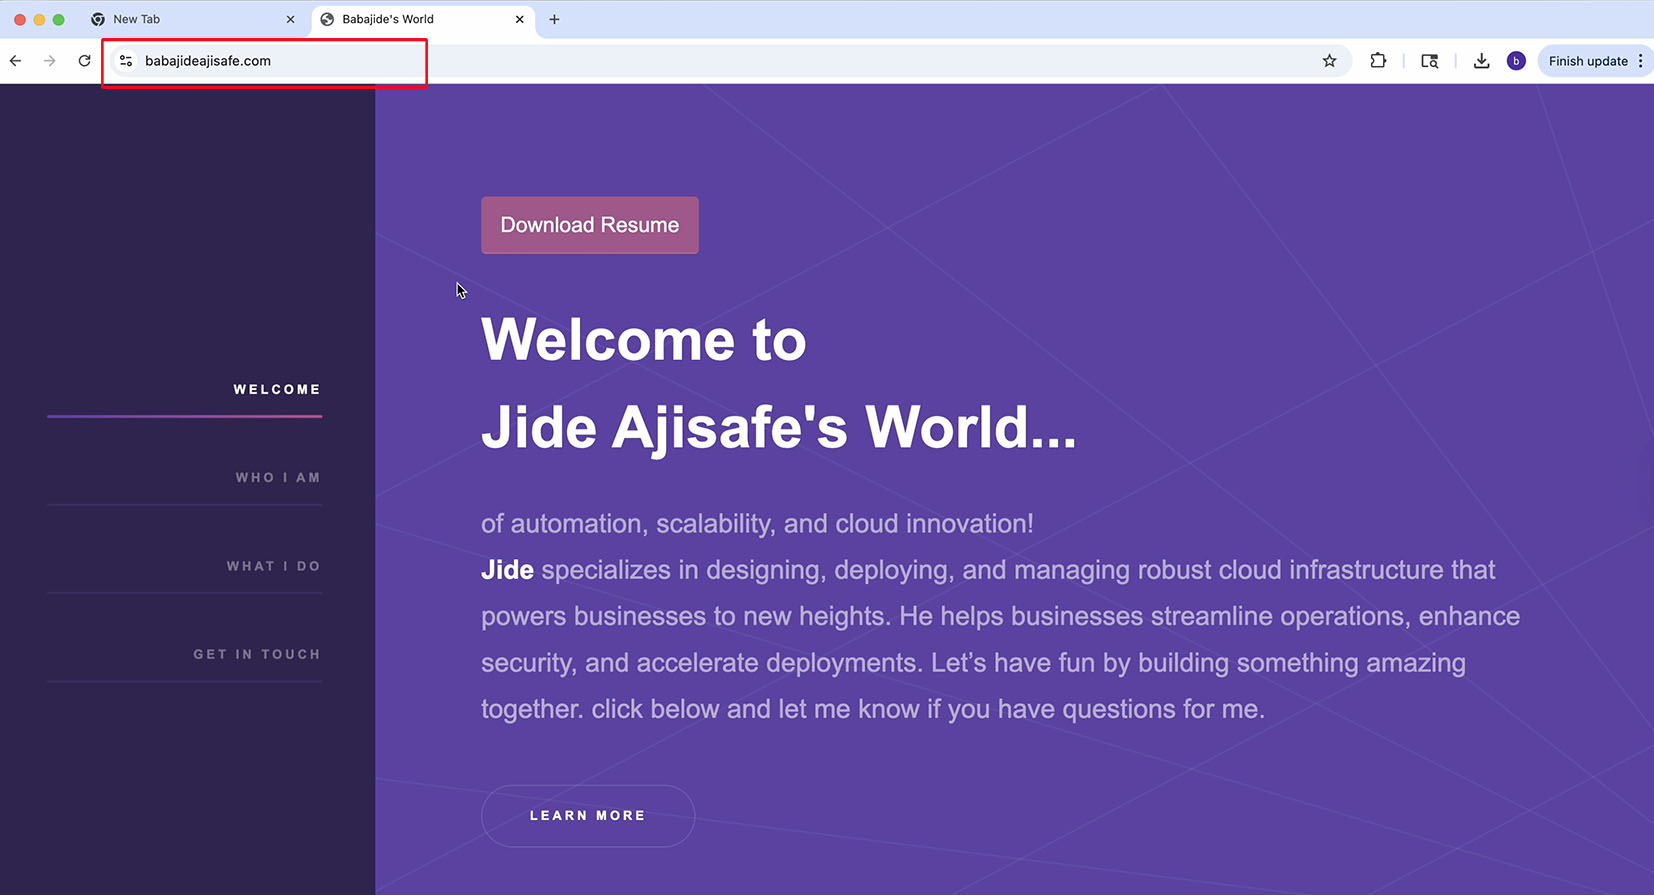 New Tab
Babajide's World
babajideajisafe.com
b
Finish update
Download Resume
Welcome to
Jide Ajisafe's World...
WELCOME
WHO I AM
WHAT I DO
GET IN TOUCH
of automation, scalability, and cloud innovation!
Jide specializes in designing, deploying, and managing robust cloud infrastructure that
powers businesses to new heights. He helps businesses streamline operations, enhance
security, and accelerate deployments. Let’s have fun by building something amazing
together. click below and let me know if you have questions for me.
LEARN MORE